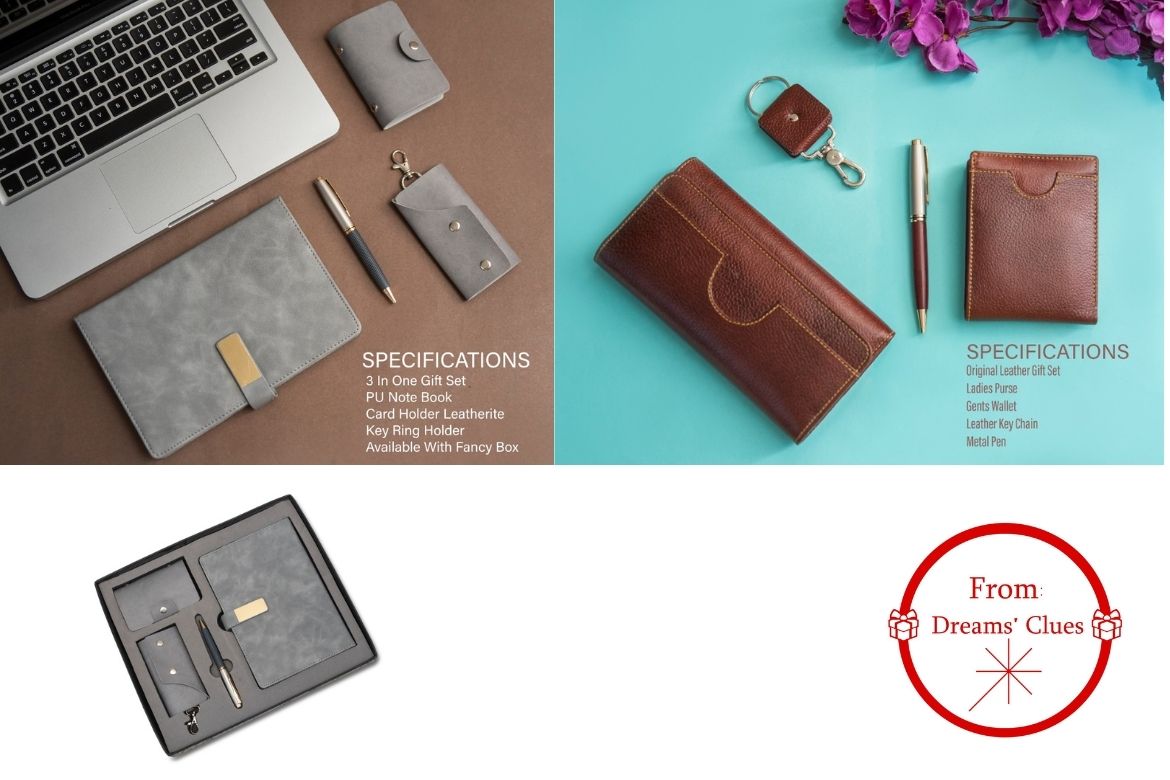 SPECIFICATIONS
3 In One Gift Set
PU Note Book
Card Holder Leatherite
Key Ring Holder
Available With Fancy Box
SPECIFICATIONS
Original Leather Gift Set
Ladies Purse
Gents Wallet
Leather Key Chain
Metal Pen
From:
Dreams' Clues